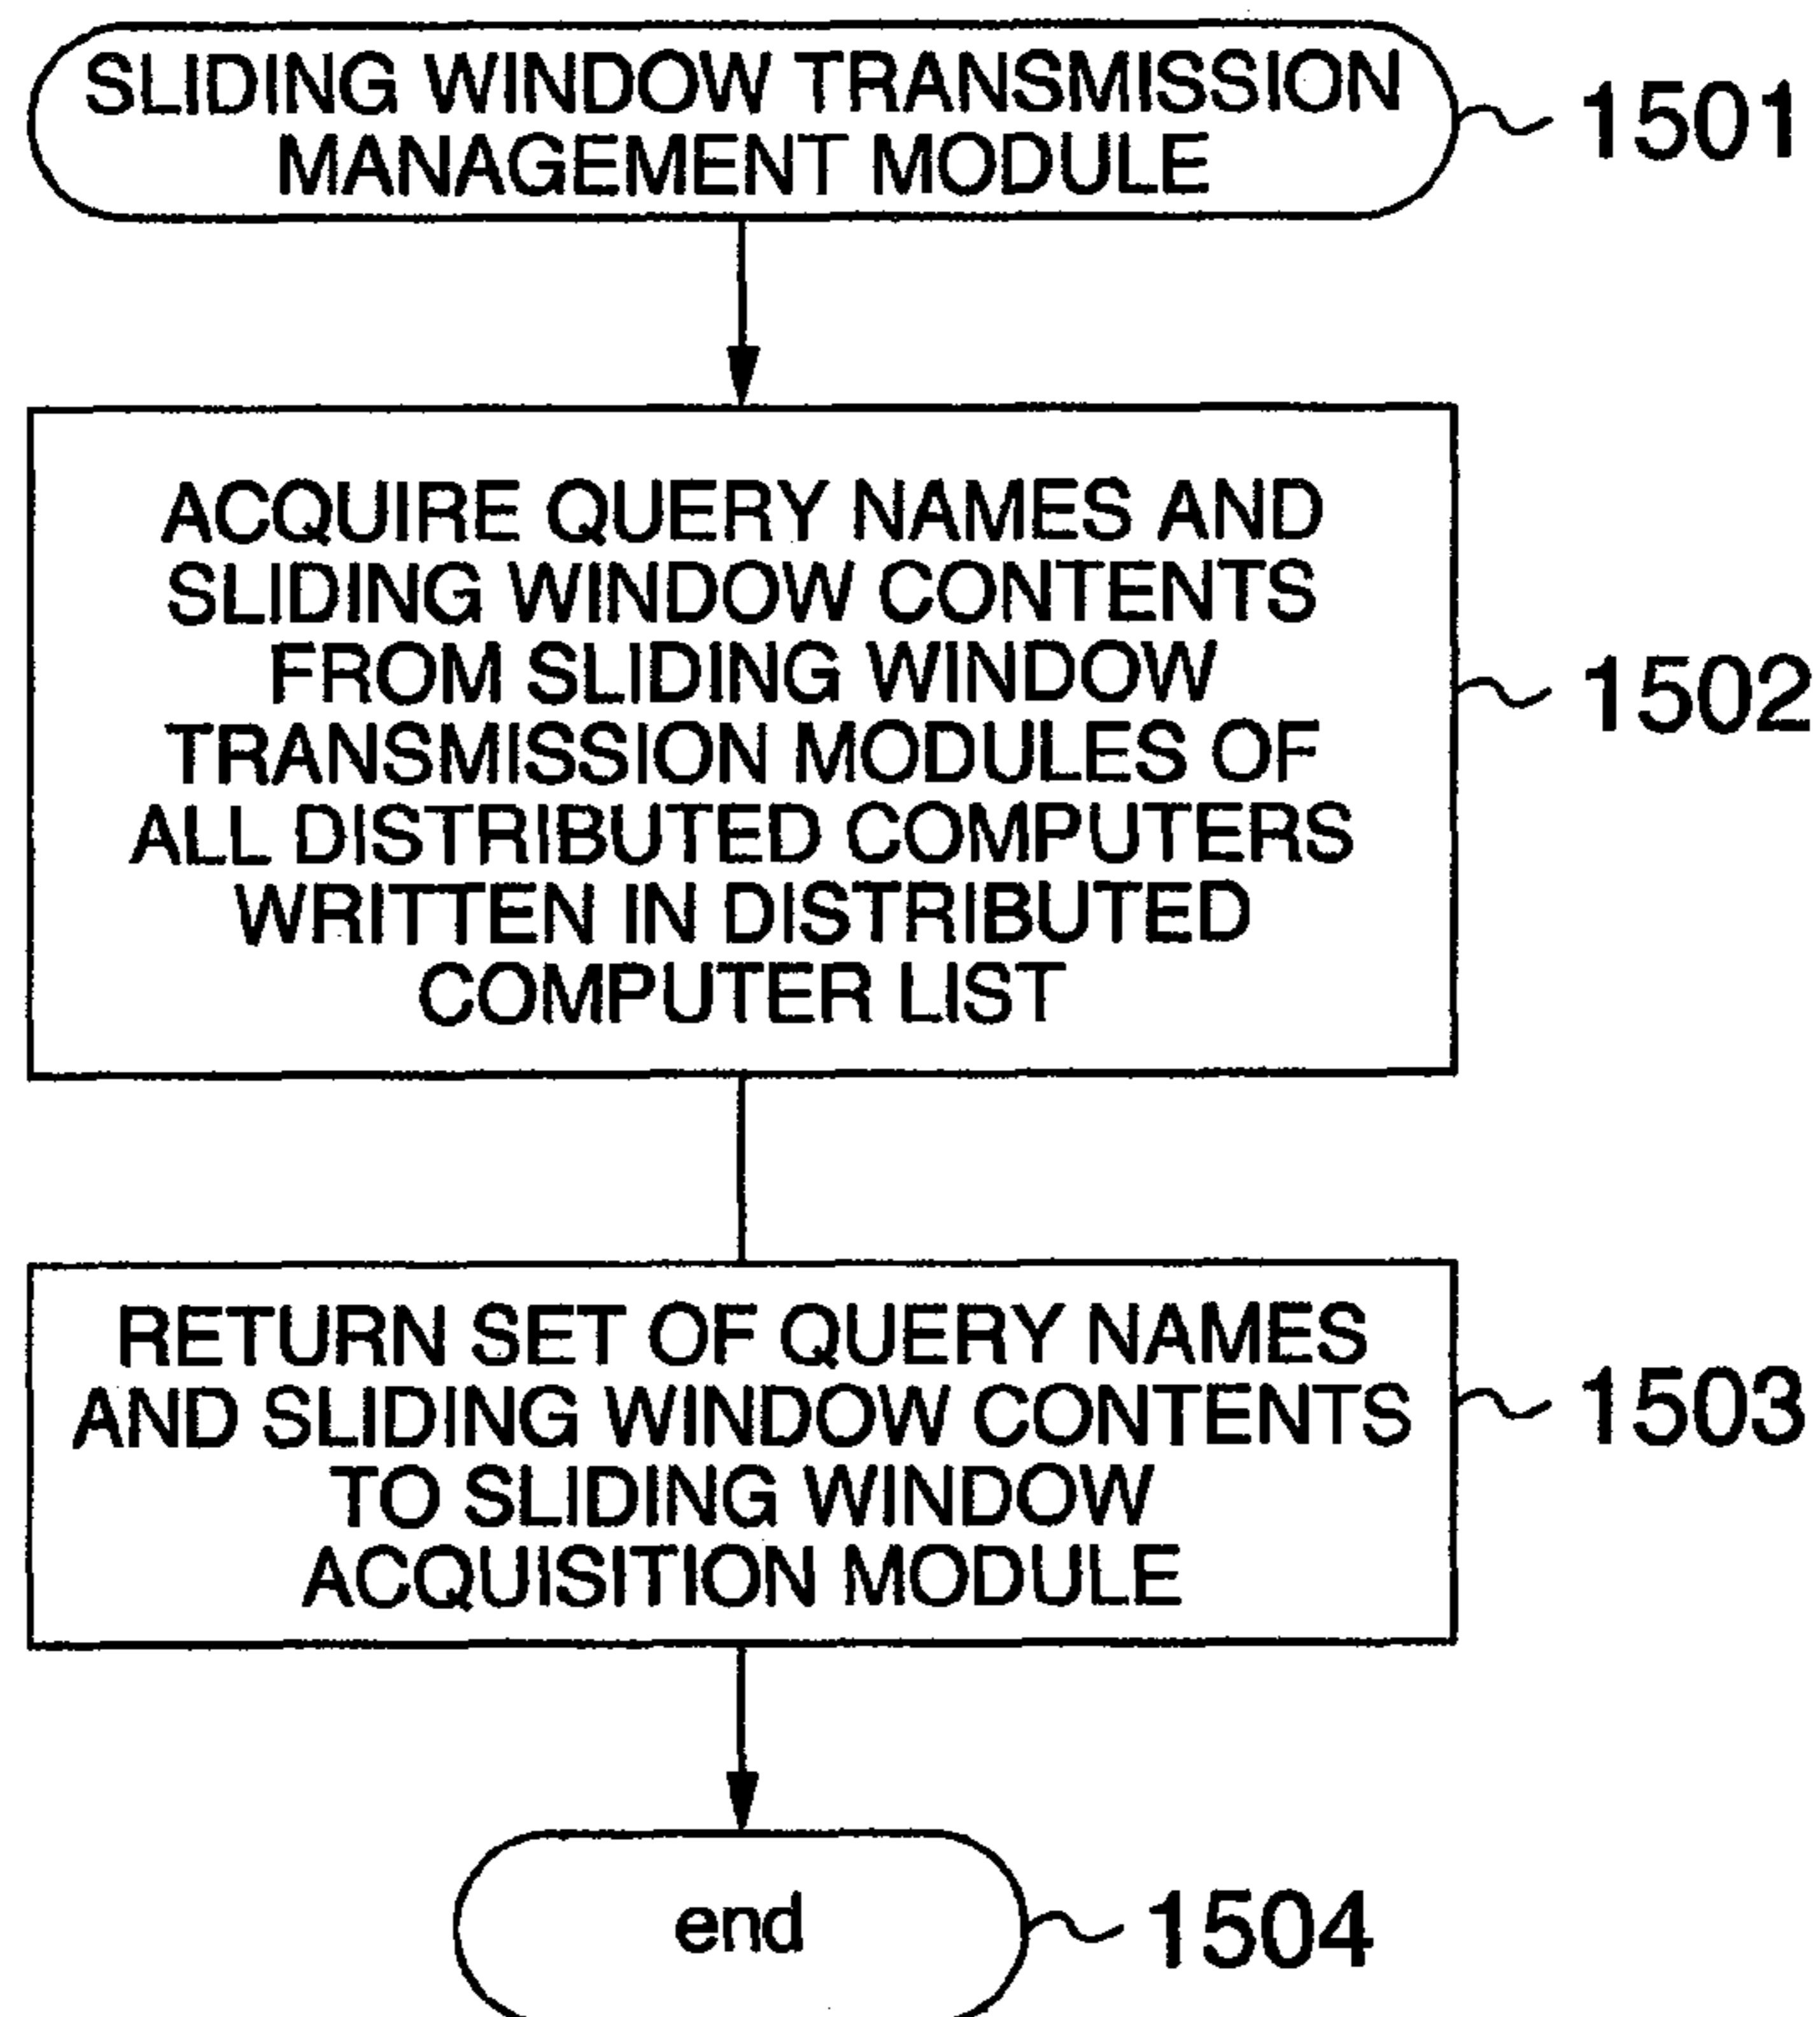 SLIDING WINDOW TRANSMISSION
MANAGEMENT MODULE
1501
ACQUIRE QUERY NAMES AND
SLIDING WINDOW CONTENTS
FROM SLIDING WINDOW
TRANSMISSION MODULES OF
ALL DISTRIBUTED COMPUTERS
WRITTEN IN DISTRIBUTED
COMPUTER LIST
1502
RETURN SET OF QUERY NAMES
AND SLIDING WINDOW CONTENTS
TO SLIDING WINDOW
ACQUISITION MODULE
1503
end
1504